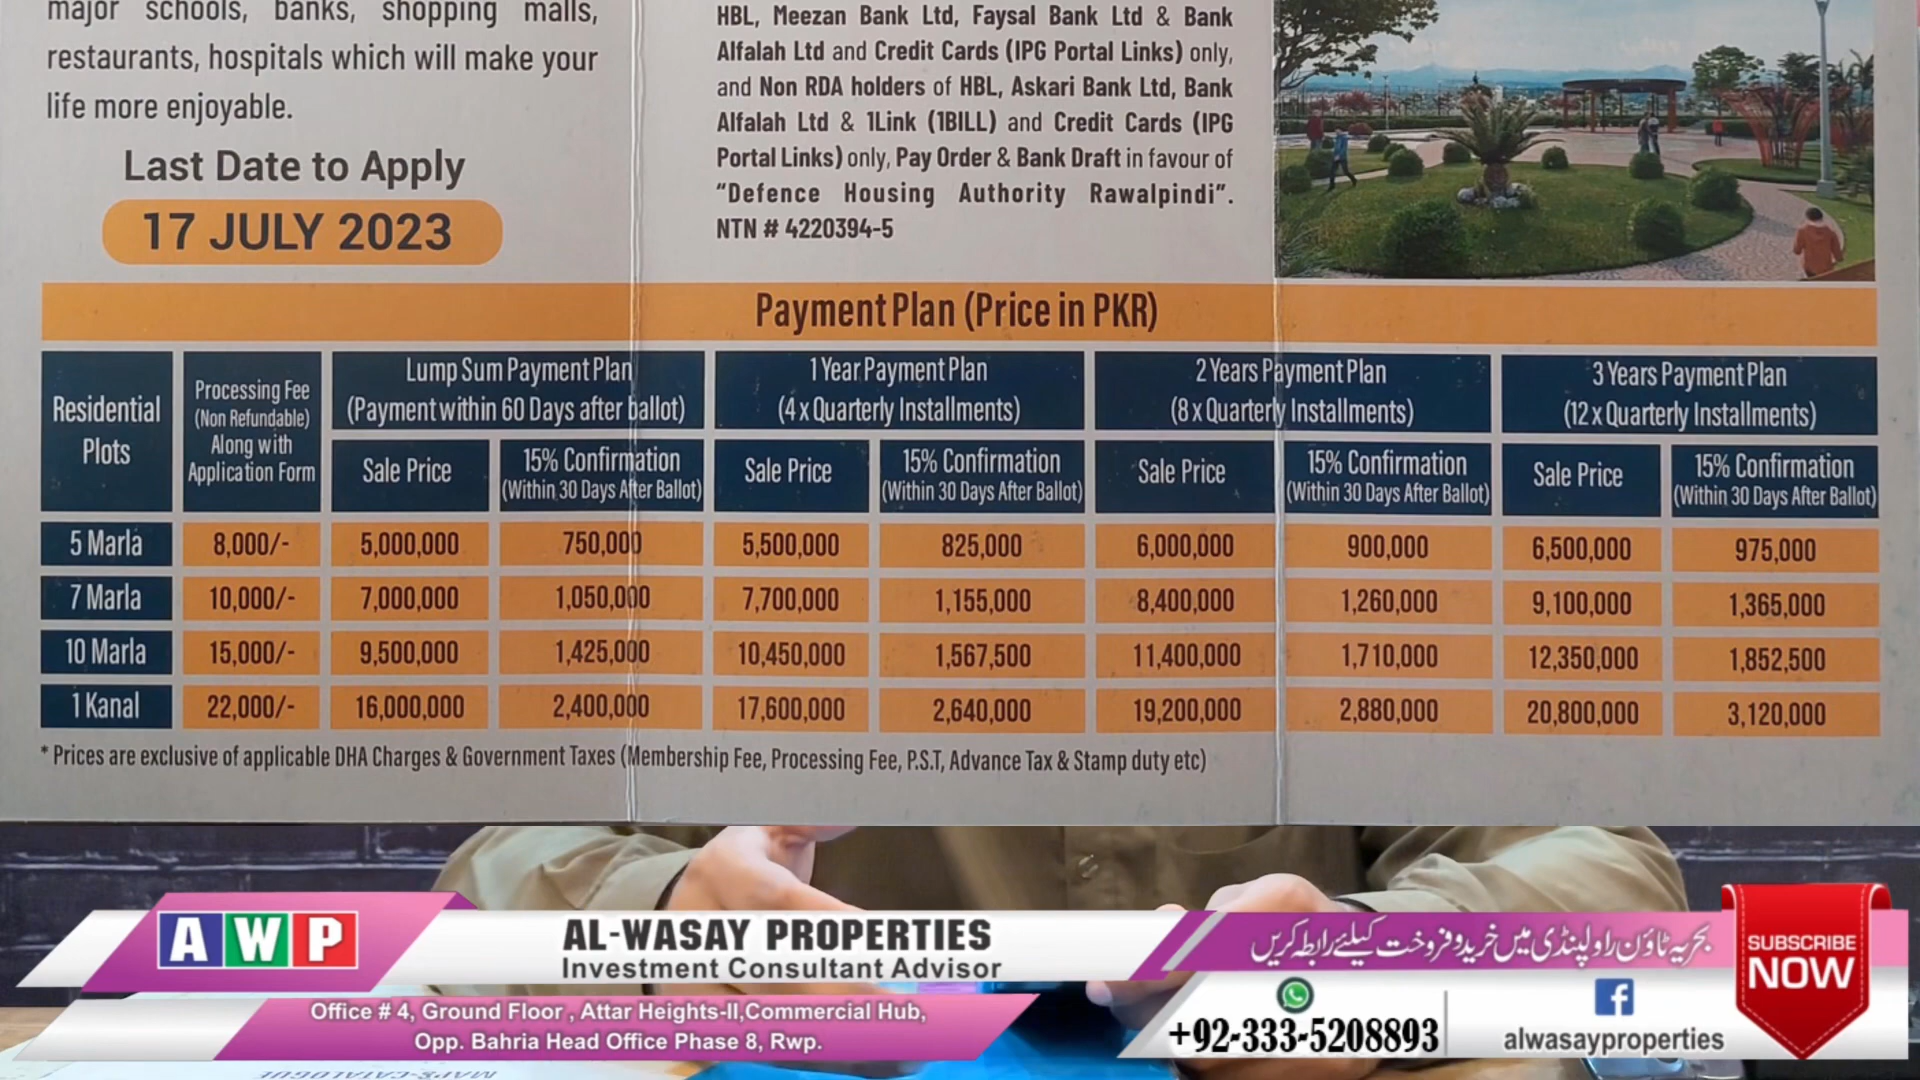 major schools, banks, shopping malls,
restaurants, hospitals which will make your
life more enjoyable.
Last Date to Apply
17 JULY 2023
HBL, Meezan Bank Ltd, Faysal Bank Ltd & Bank
Alfalah Ltd and Credit Cards (IPG Portal Links) only,
and Non RDA holders of HBL, Askari Bank Ltd, Bank
Alfalah Ltd & 1Link (1BILL) and Credit Cards (IPG
Portal Links) only, Pay Order & Bank Draft in favour of
“Defence Housing Authority Rawalpindi”.
NTN # 4220394-5
Payment Plan (Price in PKR)
Residential Plots
Processing Fee (Non Refundable) Along with Application Form
Lump Sum Payment Plan (Payment within 60 Days after ballot)
1 Year Payment Plan (4 x Quarterly Installments)
2 Years Payment Plan (8 x Quarterly Installments)
3 Years Payment Plan (12 x Quarterly Installments)
Sale Price 15% Confirmation (Within 30 Days After Ballot) Sale Price 15% Confirmation (Within 30 Days After Ballot) Sale Price 15% Confirmation (Within 30 Days After Ballot) Sale Price 15% Confirmation (Within 30 Days After Ballot)
5 Marla 8,000/- 5,000,000 750,000 5,500,000 825,000 6,000,000 900,000 6,500,000 975,000
7 Marla 10,000/- 7,000,000 1,050,000 7,700,000 1,155,000 8,400,000 1,260,000 9,100,000 1,365,000
10 Marla 15,000/- 9,500,000 1,425,000 10,450,000 1,567,500 11,400,000 1,710,000 12,350,000 1,852,500
1 Kanal 22,000/- 16,000,000 2,400,000 17,600,000 2,640,000 19,200,000 2,880,000 20,800,000 3,120,000
* Prices are exclusive of applicable DHA Charges & Government Taxes (Membership Fee, Processing Fee, P.S.T, Advance Tax & Stamp duty etc)
AWP
AL-WASAY PROPERTIES
Investment Consultant Advisor
Office # 4, Ground Floor , Attar Heights-II,Commercial Hub,
Opp. Bahria Head Office Phase 8, Rwp.
بحریہ ٹاؤن راولپنڈی میں خرید و فروخت کیلئے رابطہ کریں
+92-333-5208893
alwasayproperties
SUBSCRIBE
NOW
MAPS-CATALOGUE